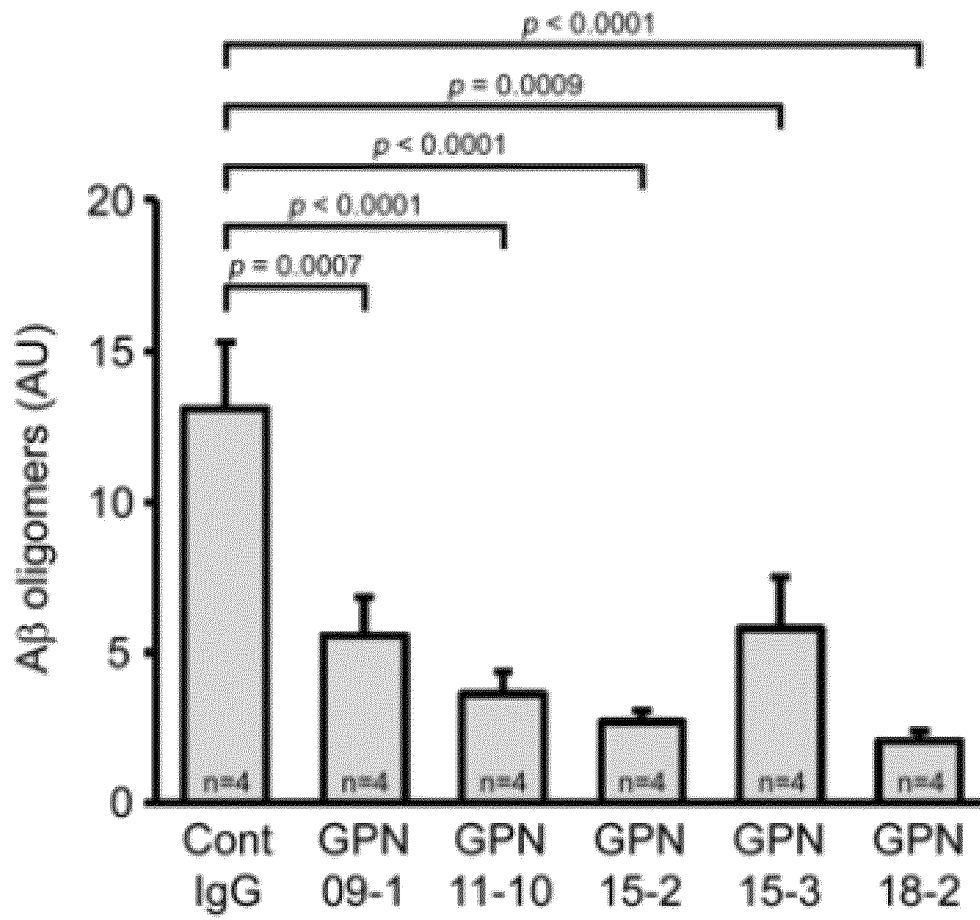 p < 0.0001
p = 0.0009
p < 0.0001
p < 0.0001
p = 0.0007
Aβ oligomers (AU)
20
15
10
5
0
n=4 n=4 n=4 n=4 n=4 n=4
Cont GPN GPN GPN GPN GPN
IgG 09-1 11-10 15-2 15-3 18-2